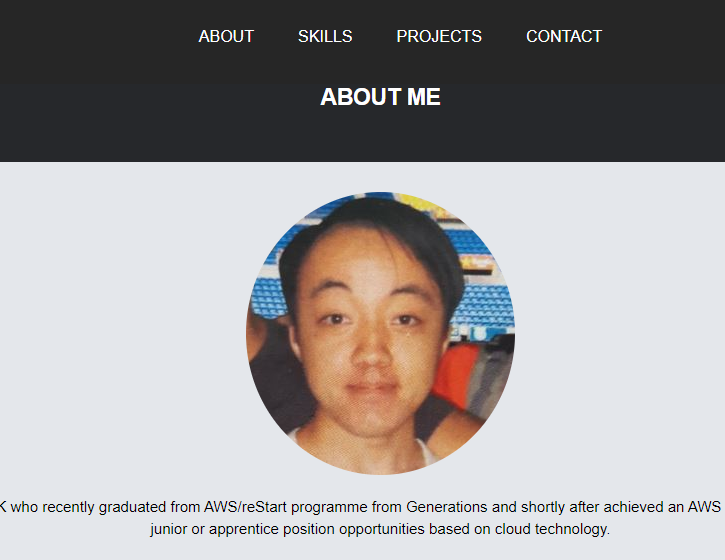 ABOUT SKILLS PROJECTS CONTACT
ABOUT ME
K who recently graduated from AWS/reStart programme from Generations and shortly after achieved an AWS
junior or apprentice position opportunities based on cloud technology.